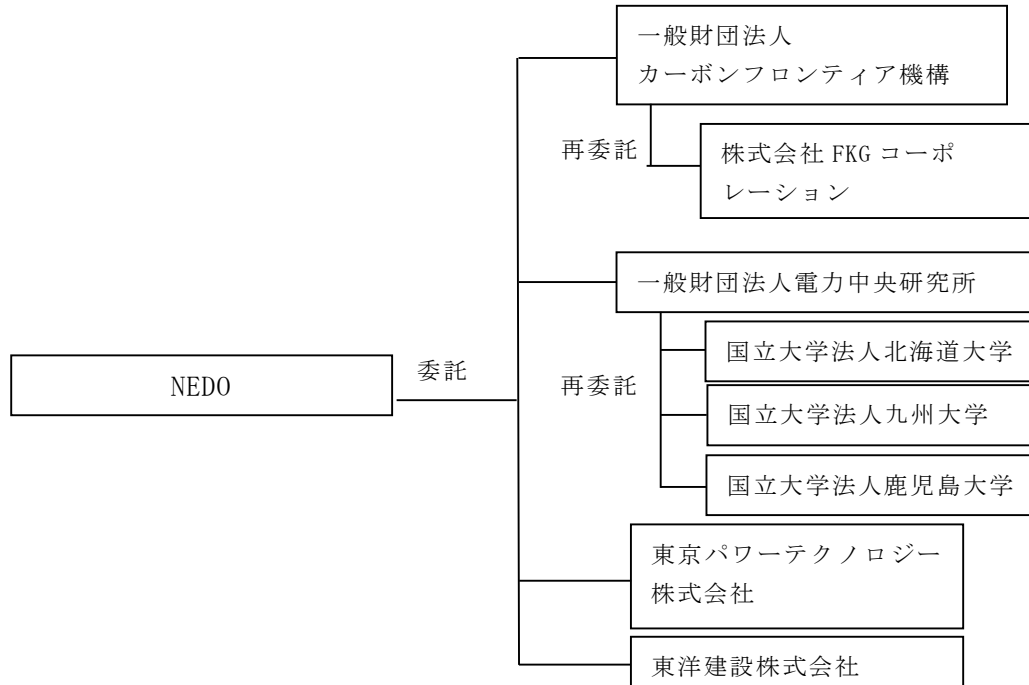 一般財団法人
カーボンフロンティア機構
再委託
株式会社 FKG コーポ
レーション
一般財団法人電力中央研究所
国立大学法人北海道大学
NEDO
委託
再委託
国立大学法人九州大学
国立大学法人鹿児島大学
東京パワーテクノロジー
株式会社
東洋建設株式会社